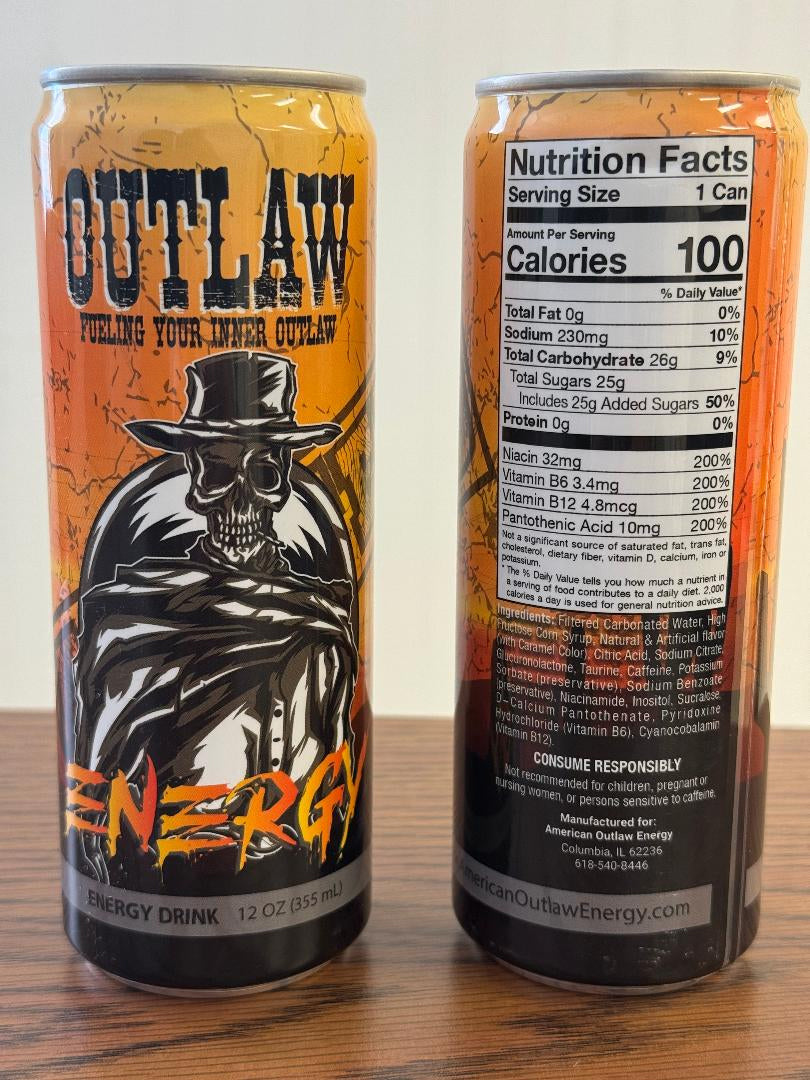 OUTLAW
FUELING YOUR INNER OUTLAW
ENERGY
ENERGY DRINK 12 OZ (355 mL)
Nutrition Facts
Serving Size 1 Can
Amount Per Serving
Calories 100
% Daily Value*
Total Fat 0g 0%
Sodium 230mg 10%
Total Carbohydrate 26g 9%
Total Sugars 25g
Includes 25g Added Sugars 50%
Protein 0g 0%
Niacin 32mg 200%
Vitamin B6 3.4mg 200%
Vitamin B12 4.8mcg 200%
Pantothenic Acid 10mg 200%
Not a significant source of saturated fat, trans fat,
cholesterol, dietary fiber, vitamin D, calcium, iron or
potassium.
* The % Daily Value tells you how much a nutrient in
a serving of food contributes to a daily diet. 2,000
calories a day is used for general nutrition advice.
Ingredients: Filtered Carbonated Water, High
Fructose Corn Syrup, Natural & Artificial flavor
(with Caramel Color), Citric Acid, Sodium Citrate,
Glucuronolactone, Taurine, Caffeine, Potassium
Sorbate (preservative), Sodium Benzoate
(preservative), Niacinamide, Inositol, Sucralose,
D-Calcium Pantothenate, Pyridoxine
Hydrochloride (Vitamin B6), Cyanocobalamin
(Vitamin B12).
CONSUME RESPONSIBLY
Not recommended for children, pregnant or
nursing women, or persons sensitive to caffeine.
Manufactured for:
American Outlaw Energy
Columbia, IL 62236
618-540-8446
AmericanOutlawEnergy.com